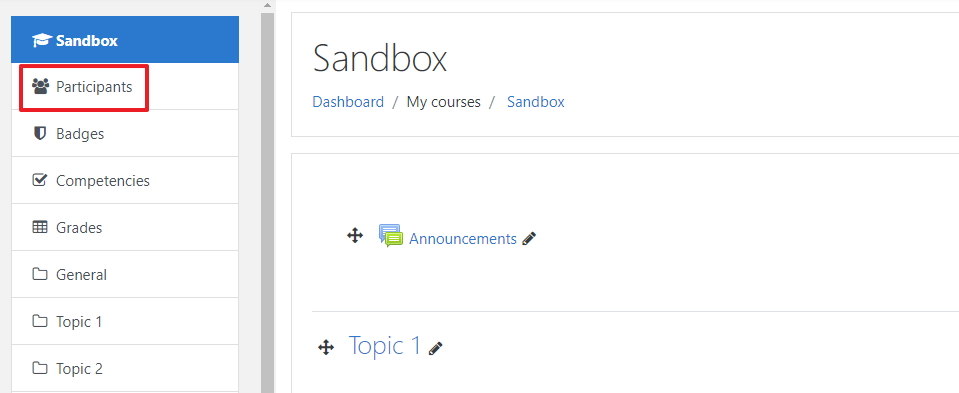 Sandbox
Participants
Badges
Competencies
Grades
General
Topic 1
Topic 2
Sandbox
Dashboard / My courses / Sandbox
Announcements
Topic 1